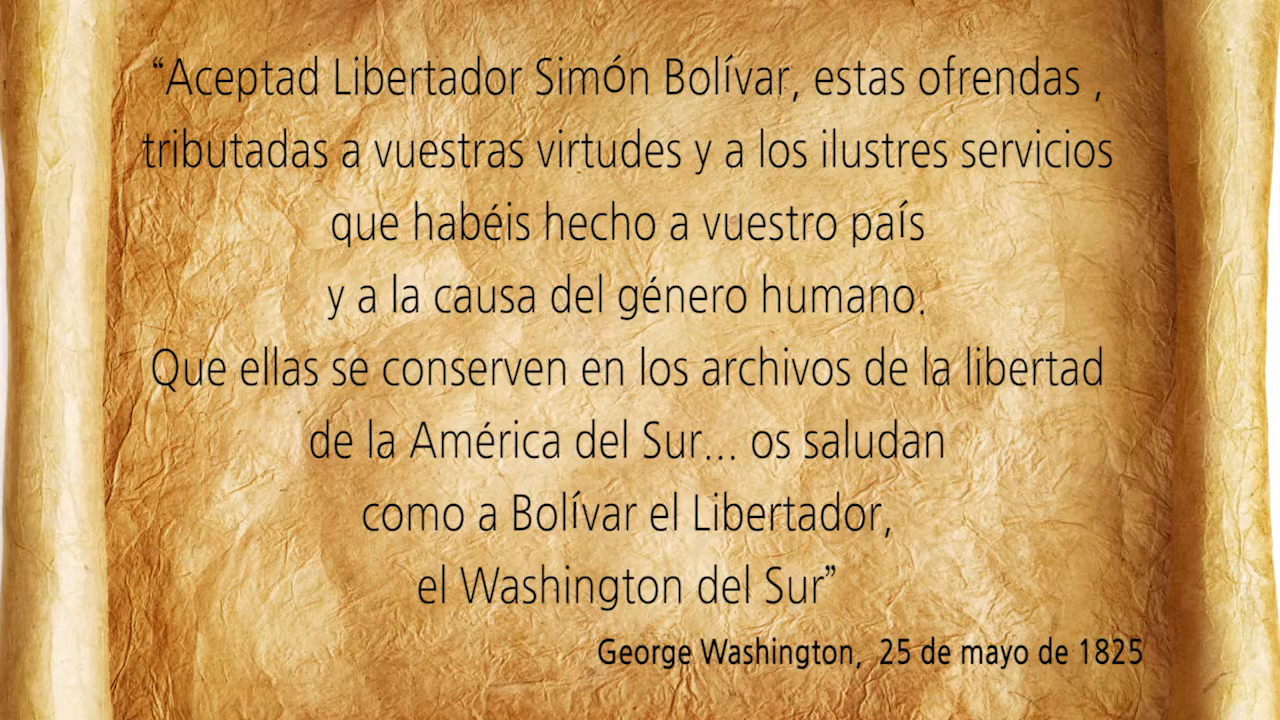 “Aceptad Libertador Simón Bolívar, estas ofrendas ,
tributadas a vuestras virtudes y a los ilustres servicios
que habéis hecho a vuestro país
y a la causa del género humano.
Que ellas se conserven en los archivos de la libertad
de la América del Sur... os saludan
como a Bolívar el Libertador,
el Washington del Sur”
George Washington, 25 de mayo de 1825